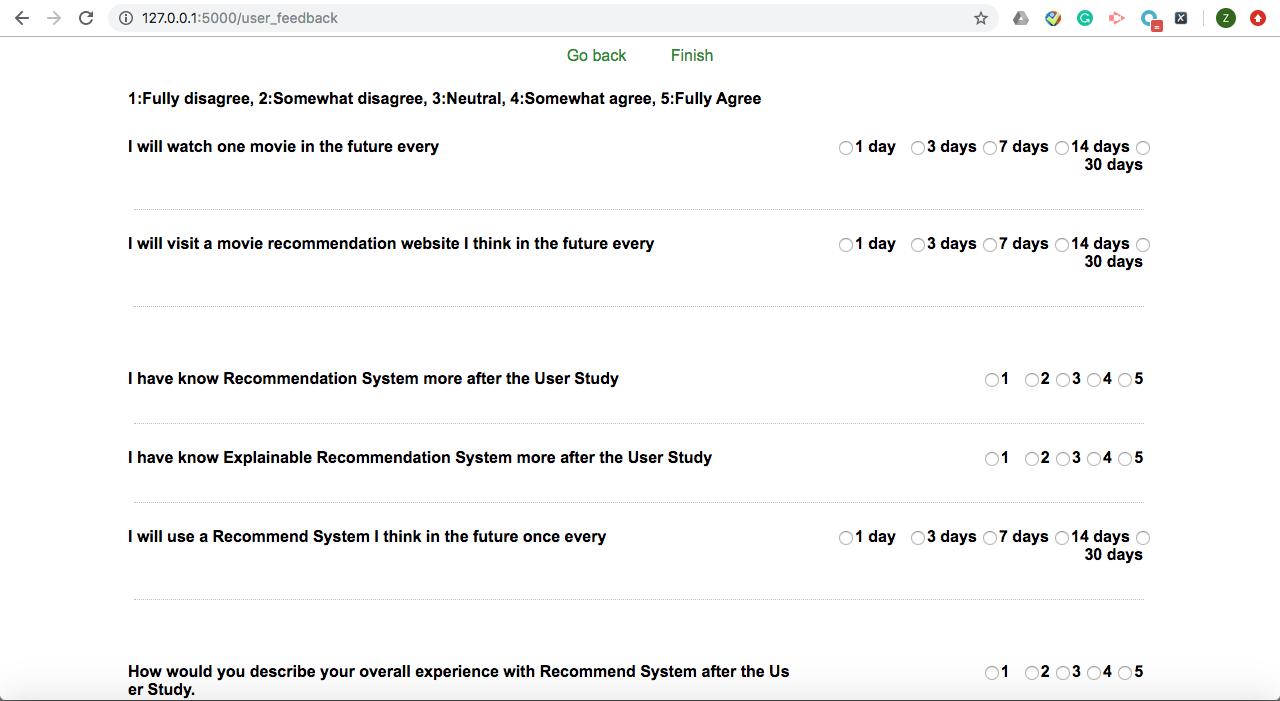 127.0.0.1:5000/user_feedback
Z
Go back Finish
1:Fully disagree, 2:Somewhat disagree, 3:Neutral, 4:Somewhat agree, 5:Fully Agree
I will watch one movie in the future every 1 day 3 days 7 days 14 days
30 days
I will visit a movie recommendation website I think in the future every 1 day 3 days 7 days 14 days
30 days
I have know Recommendation System more after the User Study 1 2 3 4 5
I have know Explainable Recommendation System more after the User Study 1 2 3 4 5
I will use a Recommend System I think in the future once every 1 day 3 days 7 days 14 days
30 days
How would you describe your overall experience with Recommend System after the Us 1 2 3 4 5
er Study.